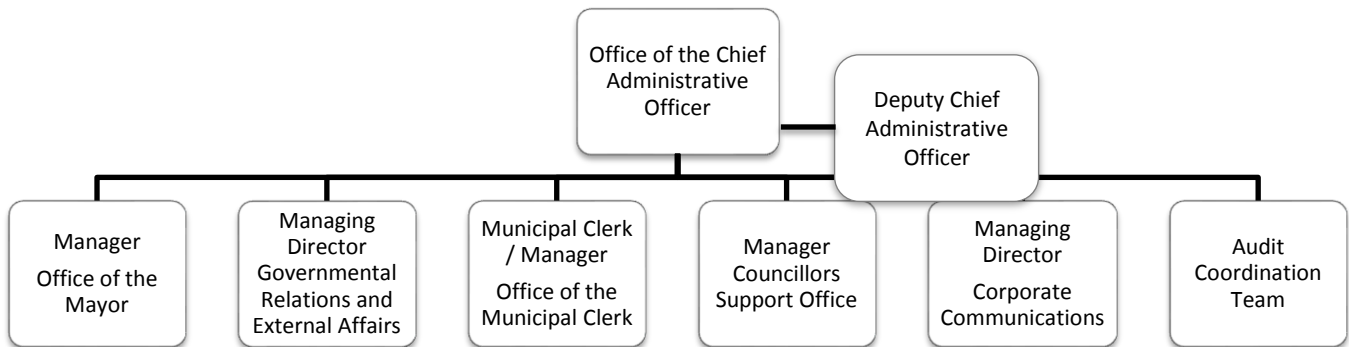 Office of the Chief
Administrative
Officer
Deputy Chief
Administrative
Officer
Manager
Office of the
Mayor
Managing
Director
Governmental
Relations and
External Affairs
Municipal Clerk
/ Manager
Office of the
Municipal Clerk
Manager
Councillors
Support Office
Managing
Director
Corporate
Communications
Audit
Coordination
Team